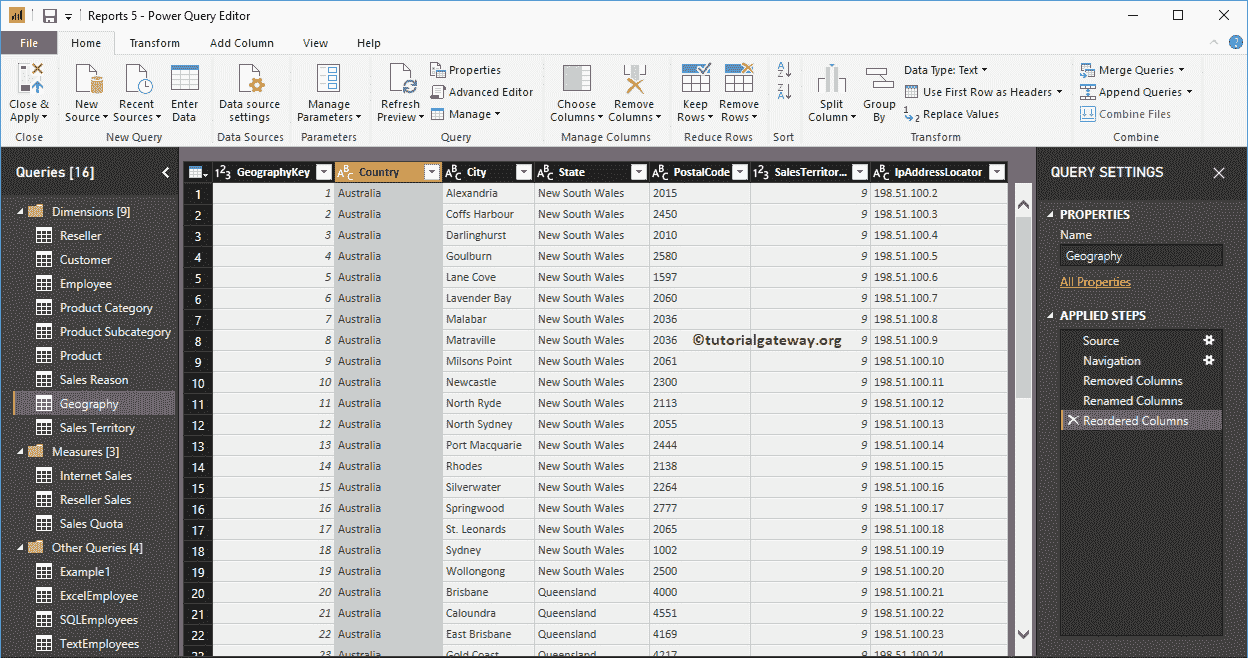 Reports 5 - Power Query Editor
File Home Transform Add Column View Help
Close & Apply
New Source
Recent Sources
Enter Data
Data source settings
Manage Parameters
Refresh Preview
Properties
Advanced Editor
Manage
Choose Columns
Remove Columns
Keep Rows
Remove Rows
Split Column
Group By
Data Type: Text
Use First Row as Headers
Replace Values
Merge Queries
Append Queries
Combine Files
Close New Query Data Sources Parameters Query Manage Columns Reduce Rows Sort Transform Combine
Queries [16]
Dimensions [9]
Reseller
Customer
Employee
Product Category
Product Subcategory
Product
Sales Reason
Geography
Sales Territory
Measures [3]
Internet Sales
Reseller Sales
Sales Quota
Other Queries [4]
Example1
ExcelEmployee
SQLEmployees
TextEmployees
GeographyKey Country City State PostalCode SalesTerritor... IpAddressLocator
1 1 Australia Alexandria New South Wales 2015 9 198.51.100.2
2 2 Australia Coffs Harbour New South Wales 2450 9 198.51.100.3
3 3 Australia Darlinghurst New South Wales 2010 9 198.51.100.4
4 4 Australia Goulburn New South Wales 2580 9 198.51.100.5
5 5 Australia Lane Cove New South Wales 1597 9 198.51.100.6
6 6 Australia Lavender Bay New South Wales 2060 9 198.51.100.7
7 7 Australia Malabar New South Wales 2036 9 198.51.100.8
8 8 Australia Matraville New South Wales 2036 9 198.51.100.9
©tutorialgateway.org
9 9 Australia Milsons Point New South Wales 2061 9 198.51.100.10
10 10 Australia Newcastle New South Wales 2300 9 198.51.100.11
11 11 Australia North Ryde New South Wales 2113 9 198.51.100.12
12 12 Australia North Sydney New South Wales 2055 9 198.51.100.13
13 13 Australia Port Macquarie New South Wales 2444 9 198.51.100.14
14 14 Australia Rhodes New South Wales 2138 9 198.51.100.15
15 15 Australia Silverwater New South Wales 2264 9 198.51.100.16
16 16 Australia Springwood New South Wales 2777 9 198.51.100.17
17 17 Australia St. Leonards New South Wales 2065 9 198.51.100.18
18 18 Australia Sydney New South Wales 1002 9 198.51.100.19
19 19 Australia Wollongong New South Wales 2500 9 198.51.100.20
20 20 Australia Brisbane Queensland 4000 9 198.51.100.21
21 21 Australia Caloundra Queensland 4551 9 198.51.100.22
22 22 Australia East Brisbane Queensland 4169 9 198.51.100.23
23 23 Australia Gold Coast Queensland 4217 9 198.51.100.24
QUERY SETTINGS
PROPERTIES
Name
Geography
All Properties
APPLIED STEPS
Source
Navigation
Removed Columns
Renamed Columns
Reordered Columns